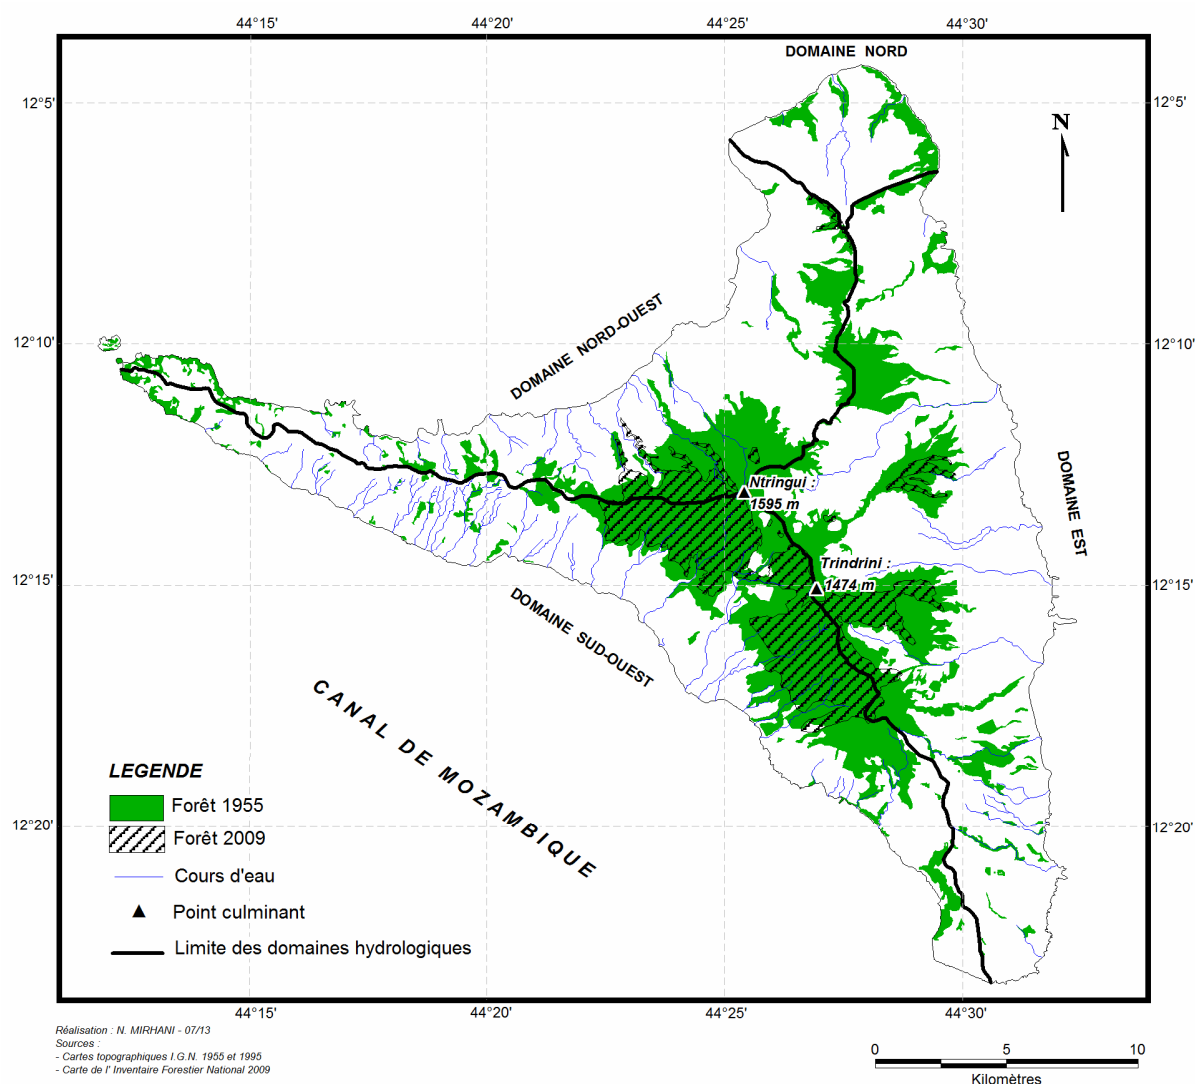 44°15' 44°20' 44°25' 44°30'
DOMAINE NORD
12°5' 12°5'
N
DOMAINE NORD-OUEST
12°10' 12°10'
DOMAINE EST
Ntringui :
1595 m
Trindrini :
1474 m
12°15' 12°15'
DOMAINE SUD-OUEST
CANAL DE MOZAMBIQUE
LEGENDE
Forêt 1955
Forêt 2009
Cours d'eau
Point culminant
Limite des domaines hydrologiques
12°20' 12°20'
44°15' 44°20' 44°25' 44°30'
Réalisation : N. MIRHANI - 07/13
Sources :
- Cartes topographiques I.G.N. 1955 et 1995
- Carte de l' Inventaire Forestier National 2009
0 5 10
Kilomètres